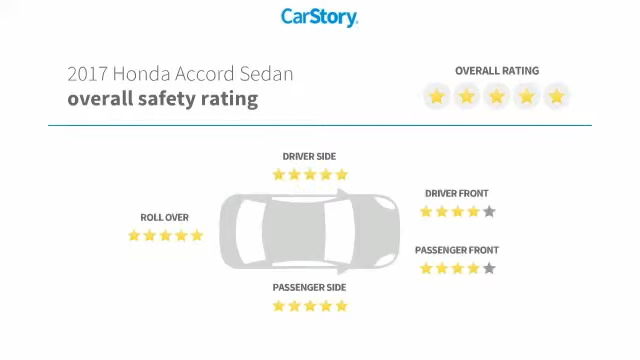 CarStory.
2017 Honda Accord Sedan
overall safety rating
OVERALL RATING
DRIVER SIDE
DRIVER FRONT
ROLL OVER
PASSENGER FRONT
PASSENGER SIDE